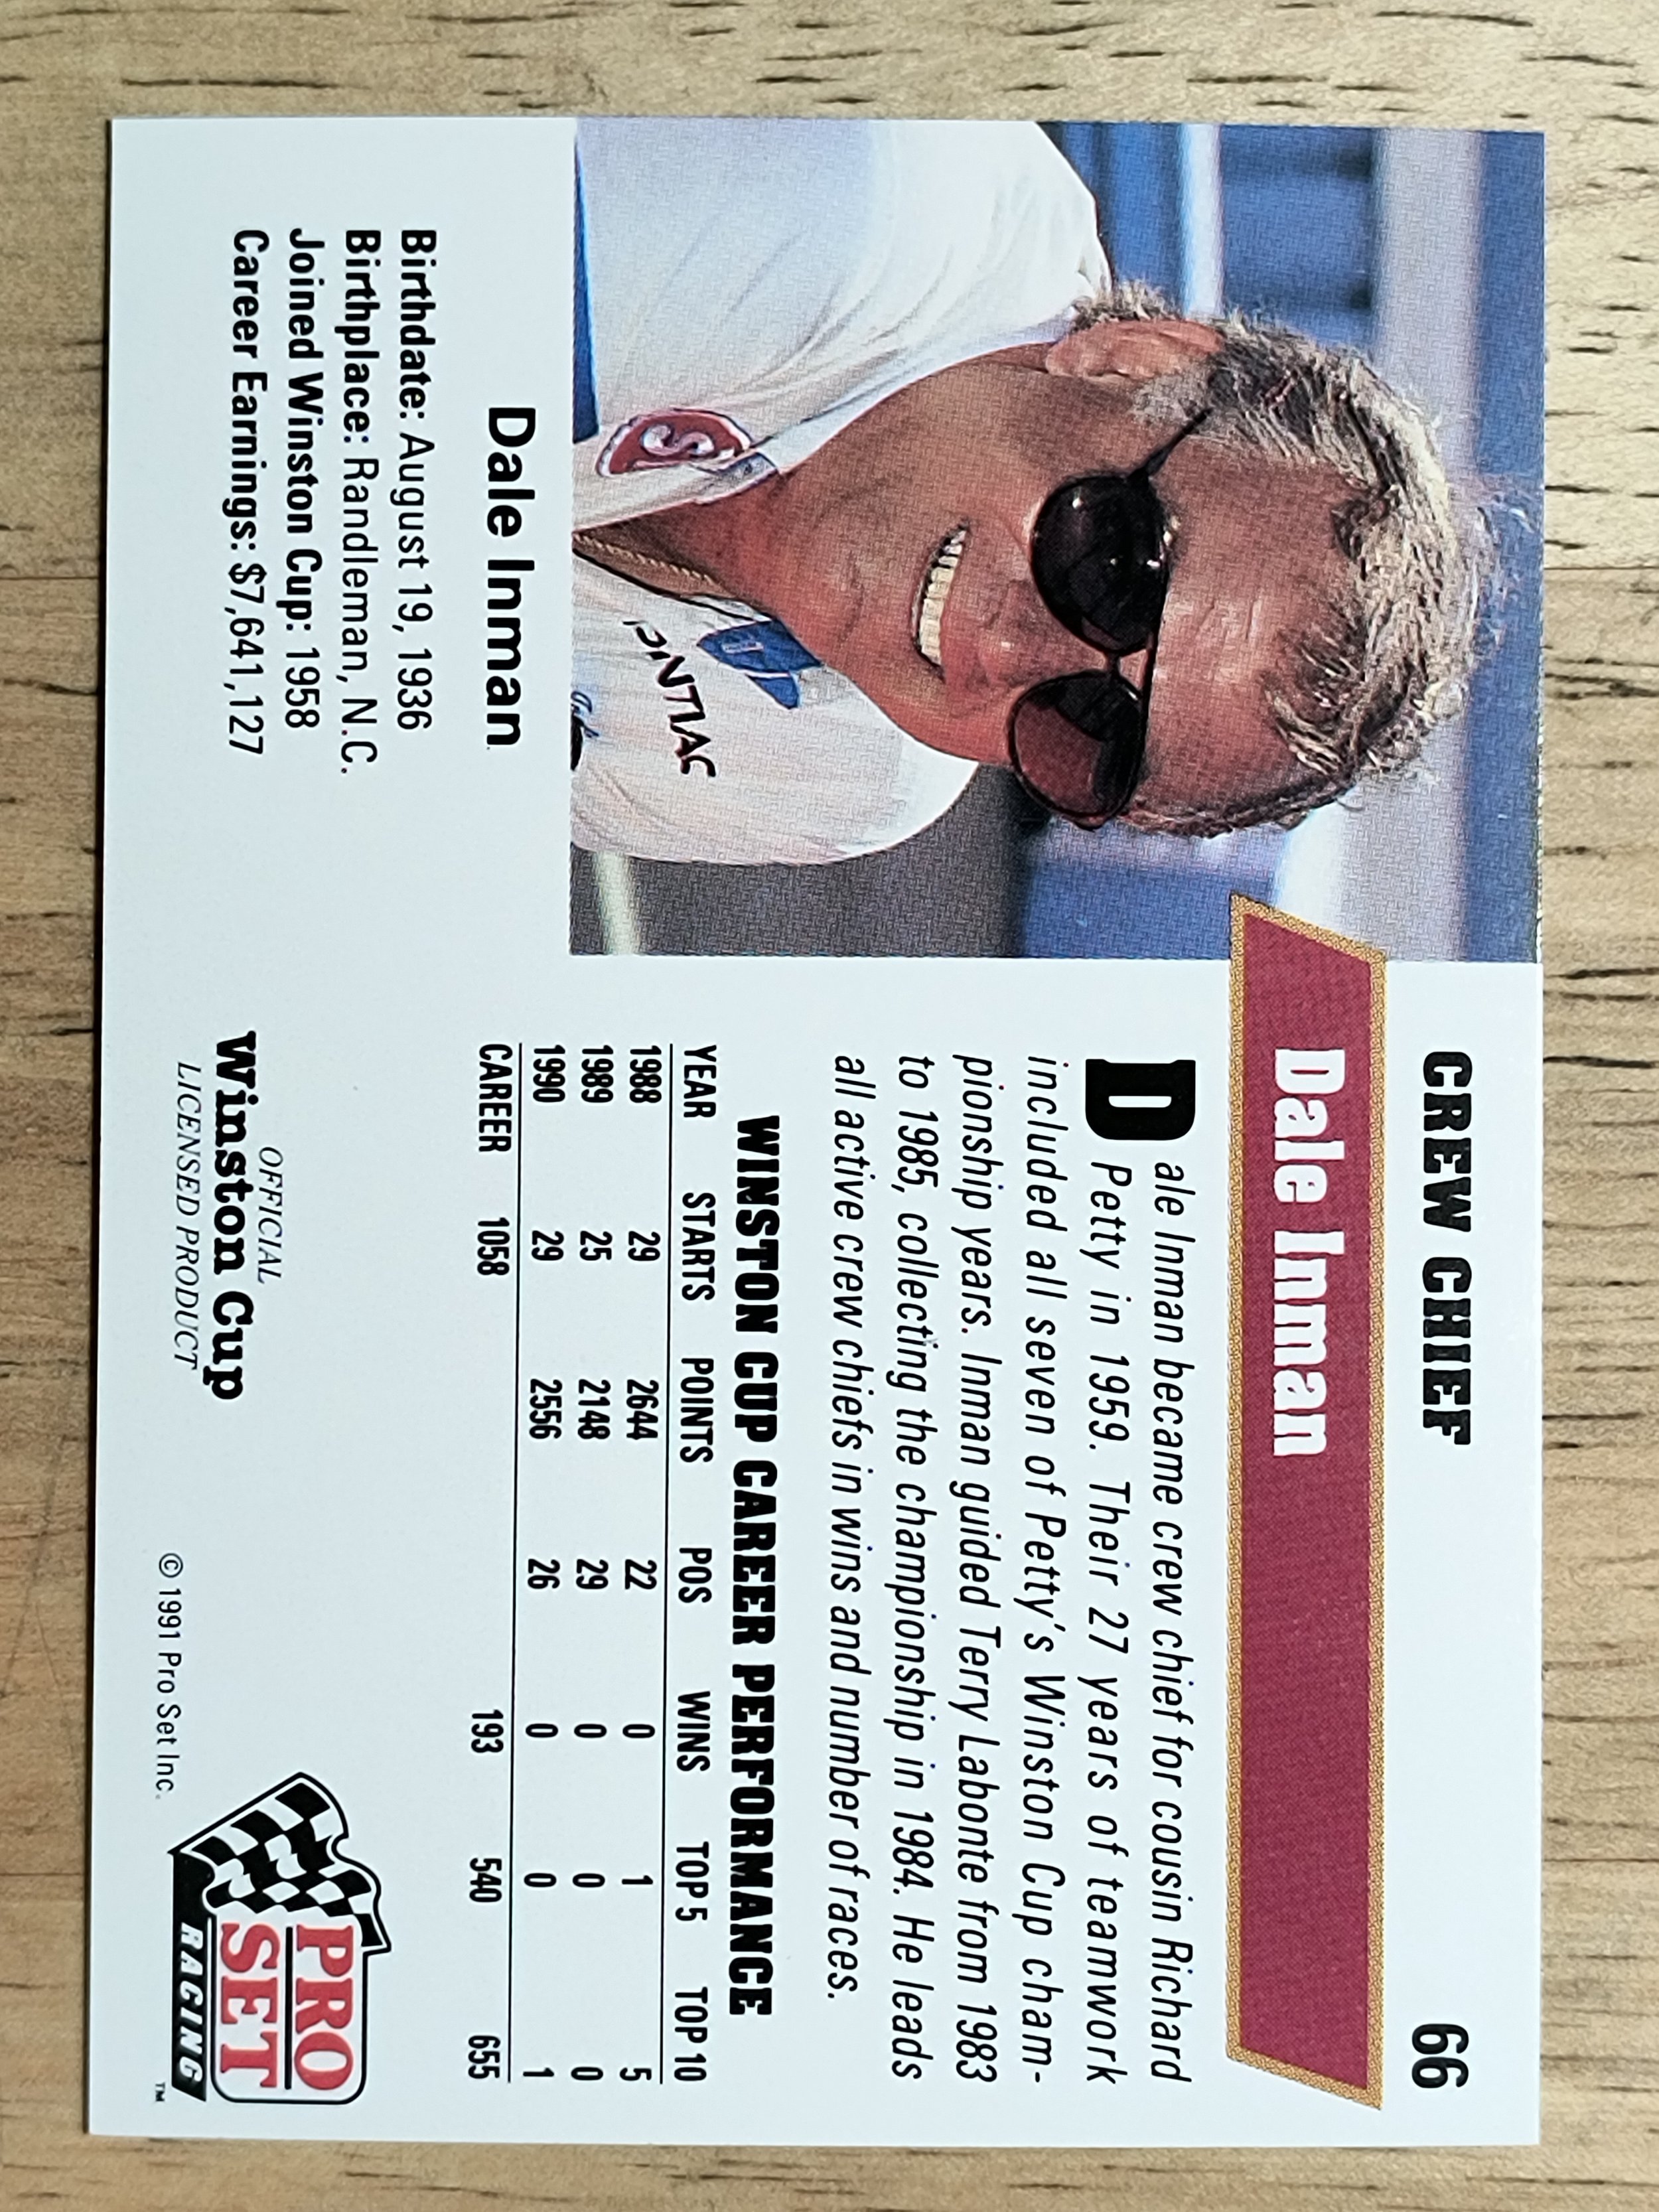 CREW CHIEF 66
Dale Inman
Dale Inman became crew chief for cousin Richard
Petty in 1959. Their 27 years of teamwork
included all seven of Petty's Winston Cup cham-
pionship years. Inman guided Terry Labonte from 1983
to 1985, collecting the championship in 1984. He leads
all active crew chiefs in wins and number of races.
WINSTON CUP CAREER PERFORMANCE
YEAR STARTS POINTS POS WINS TOP 5 TOP 10
1988 29 2644 22 0 1 5
1989 25 2148 29 0 0 0
1990 29 2556 26 0 0 1
CAREER 1058 193 540 655
S
PONTIAC
Dale Inman
Birthdate: August 19, 1936
Birthplace: Randleman, N.C.
Joined Winston Cup: 1958
Career Earnings: $7,641,127
OFFICIAL
Winston Cup
LICENSED PRODUCT
© 1991 Pro Set Inc.
PRO
SET
RACING
TM